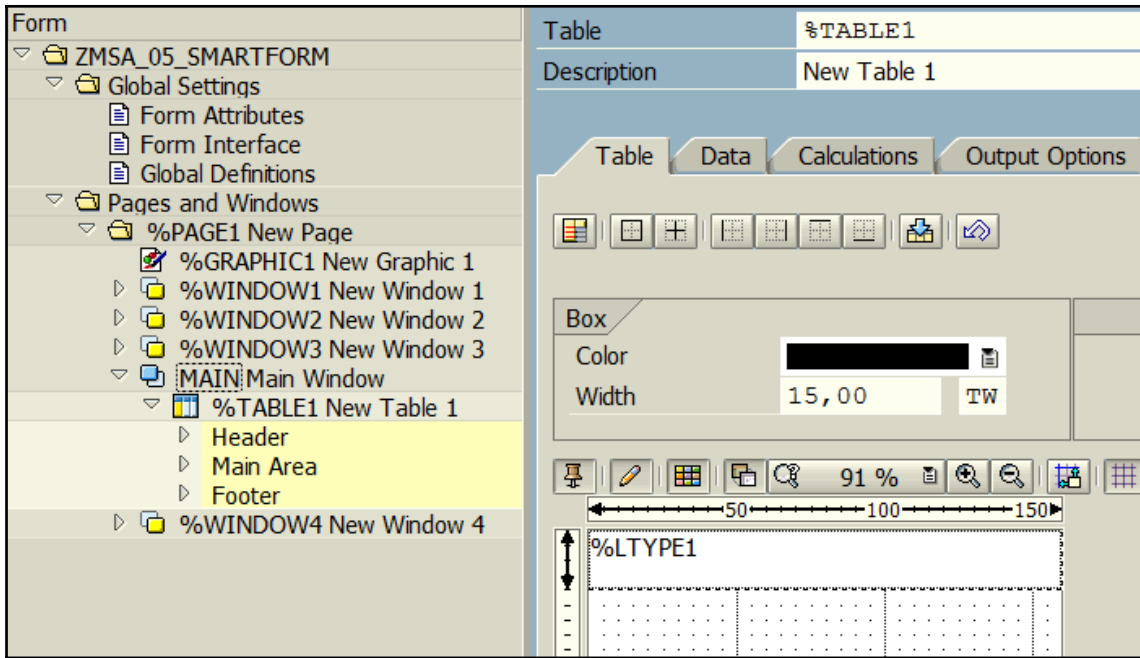 Form
ZMSA_05_SMARTFORM
Global Settings
Form Attributes
Form Interface
Global Definitions
Pages and Windows
%PAGE1 New Page
%GRAPHIC1 New Graphic 1
%WINDOW1 New Window 1
%WINDOW2 New Window 2
%WINDOW3 New Window 3
MAIN Main Window
%TABLE1 New Table 1
Header
Main Area
Footer
%WINDOW4 New Window 4
Table %TABLE1
Description New Table 1
Table Data Calculations Output Options
Box
Color
Width 15,00 TW
91 %
50 100 150
%LTYPE1